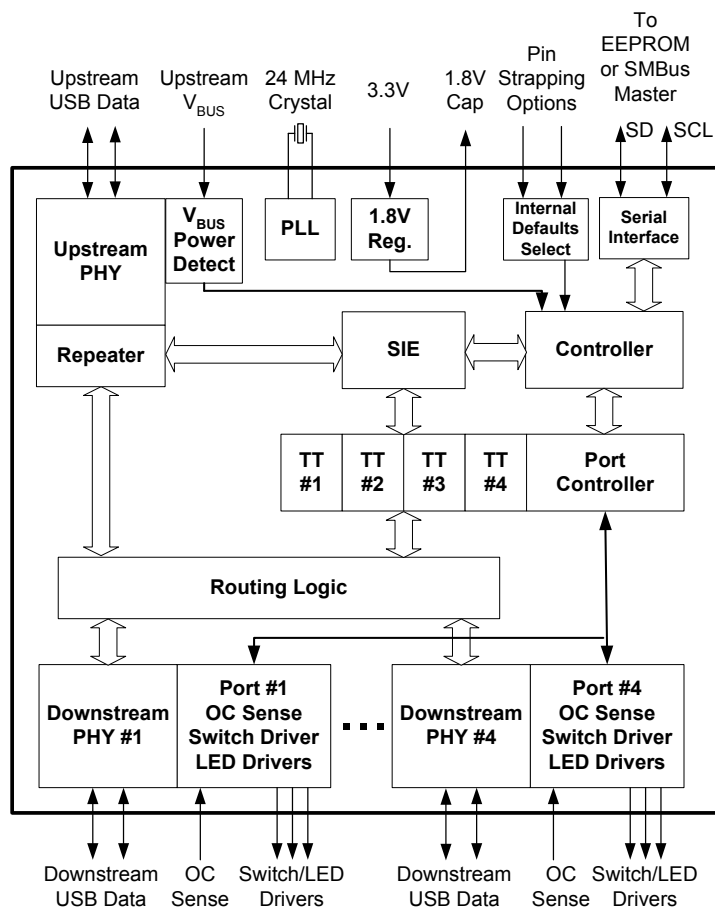 To
EEPROM
or SMBus
Master
Upstream
USB Data
Upstream
VBUS
24 MHz
Crystal
3.3V
1.8V
Cap
Pin
Strapping
Options
SD
SCL
Upstream
PHY
VBUS
Power
Detect
PLL
1.8V
Reg.
Internal
Defaults
Select
Serial
Interface
Repeater
SIE
Controller
TT
#1
TT
#2
TT
#3
TT
#4
Port
Controller
Routing Logic
Downstream
PHY #1
Port #1
OC Sense
Switch Driver
LED Drivers
...
Downstream
PHY #4
Port #4
OC Sense
Switch Driver
LED Drivers
Downstream
USB Data
OC
Sense
Switch/LED
Drivers
Downstream
USB Data
OC
Sense
Switch/LED
Drivers